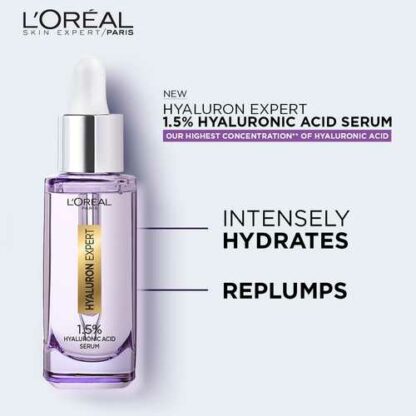 L'ORÉAL
SKIN EXPERT/PARIS
NEW
HYALURON EXPERT
1.5% HYALURONIC ACID SERUM
OUR HIGHEST CONCENTRATION** OF HYALURONIC ACID
INTENSELY
HYDRATES
REPLUMPS
L'ORÉAL
PARIS
HYALURON EXPERT
1.5%
HYALURONIC ACID
SERUM